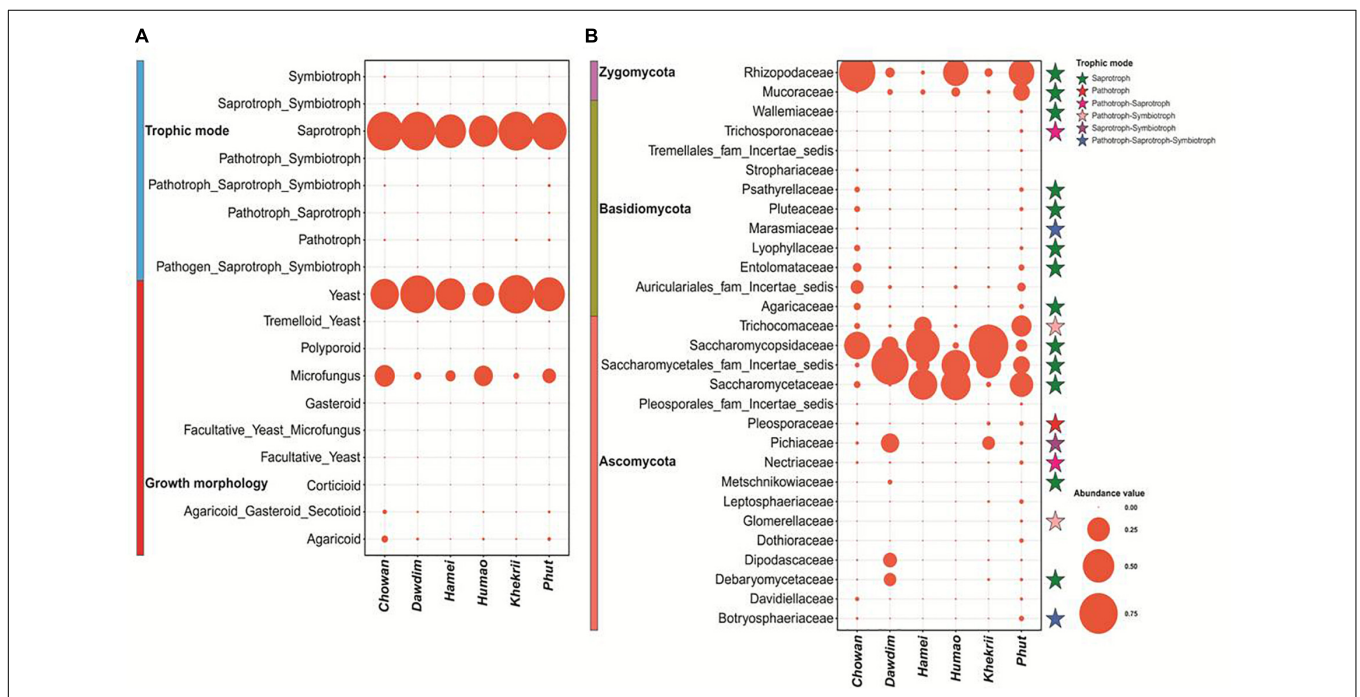 A
Trophic mode
Growth morphology
Symbiotroph
Saprotroph_Symbiotroph
Saprotroph
Pathotroph_Symbiotroph
Pathotroph_Saprotroph_Symbiotroph
Pathotroph_Saprotroph
Pathotroph
Pathogen_Saprotroph_Symbiotroph
Yeast
Tremelloid_Yeast
Polyporoid
Microfungus
Gasteroid
Facultative_Yeast_Microfungus
Facultative_Yeast
Corticioid
Agaricoid_Gasteroid_Secotioid
Agaricoid
Chowan
Dawdim
Hamei
Humao
Khekrii
Phut
B
Zygomycota
Basidiomycota
Ascomycota
Rhizopodaceae
Mucoraceae
Wallemiaceae
Trichosporonaceae
Tremellales_fam_Incertae_sedis
Strophariaceae
Psathyrellaceae
Pluteaceae
Marasmiaceae
Lyophyllaceae
Entolomataceae
Auriculariales_fam_Incertae_sedis
Agaricaceae
Trichocomaceae
Saccharomycopsidaceae
Saccharomycetales_fam_Incertae_sedis
Saccharomycetaceae
Pleosporales_fam_Incertae_sedis
Pleosporaceae
Pichiaceae
Nectriaceae
Metschnikowiaceae
Leptosphaeriaceae
Glomerellaceae
Dothioraceae
Dipodascaceae
Debaryomycetaceae
Davidiellaceae
Botryosphaeriaceae
Chowan
Dawdim
Hamei
Humao
Khekrii
Phut
Trophic mode
Saprotroph
Pathotroph
Pathotroph-Saprotroph
Pathotroph-Symbiotroph
Saprotroph-Symbiotroph
Pathotroph-Saprotroph-Symbiotroph
Abundance value
0.00
0.25
0.50
0.75